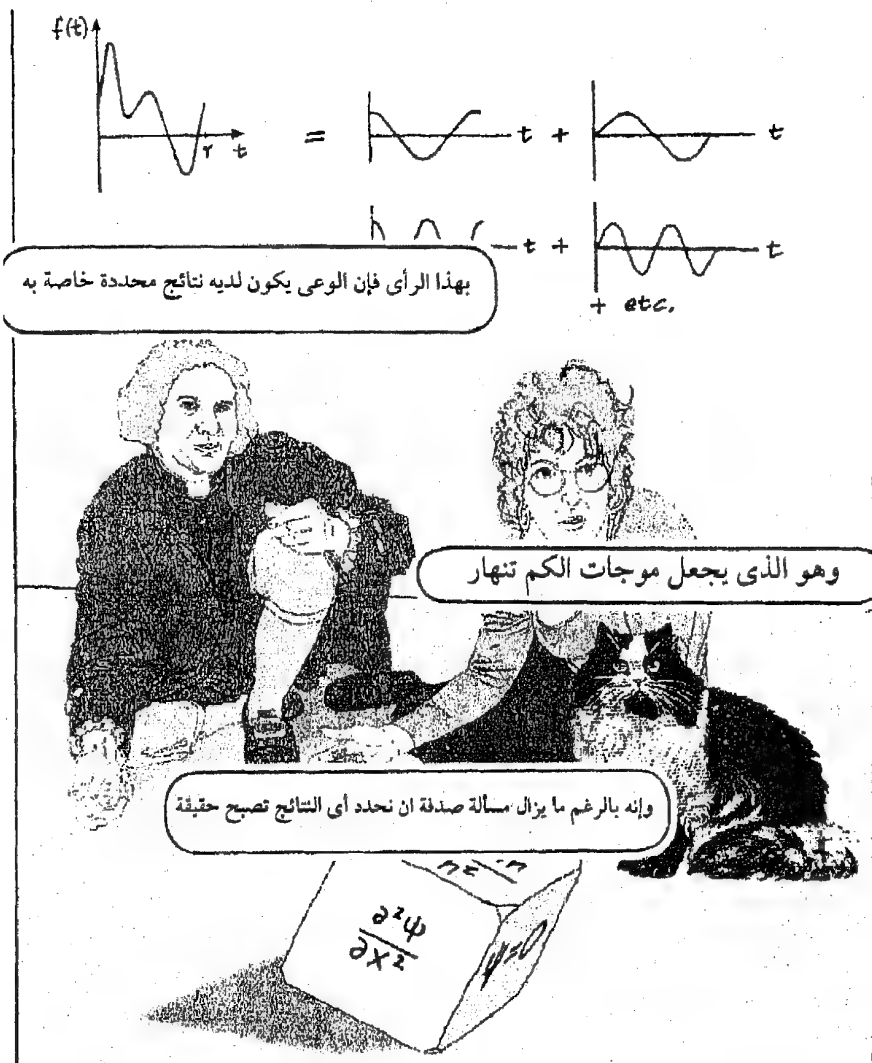 f(t)
r t = t + t
t + t
+ etc.
بهذا الرأى فإن الوعى يكون لديه نتائج محددة خاصة به
وهو الذى يجعل موجات الكم تنهار
وإنه بالرغم ما يزال مسألة صدفة ان نحدد أى النتائج تصبح حقيقة
∂²ψ/∂x² ψ=0